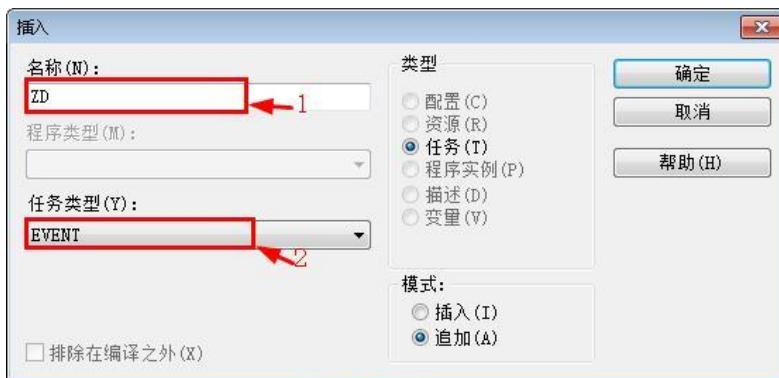 插入
名称(N):
ZD
1
程序类型(M):
任务类型(Y):
EVENT
2
排除在编译之外(X)
类型
配置(C)
资源(R)
任务(T)
程序实例(P)
描述(D)
变量(V)
模式:
插入(I)
追加(A)
确定
取消
帮助(H)